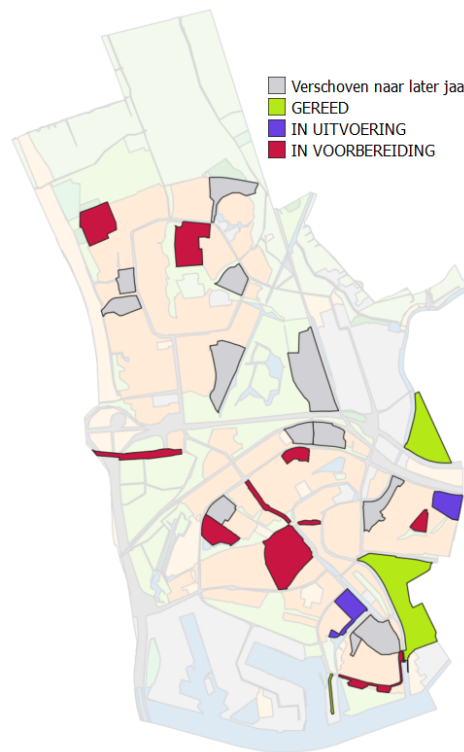 Verschoven naar later jaa
GEREED
IN UITVOERING
IN VOORBEREIDING